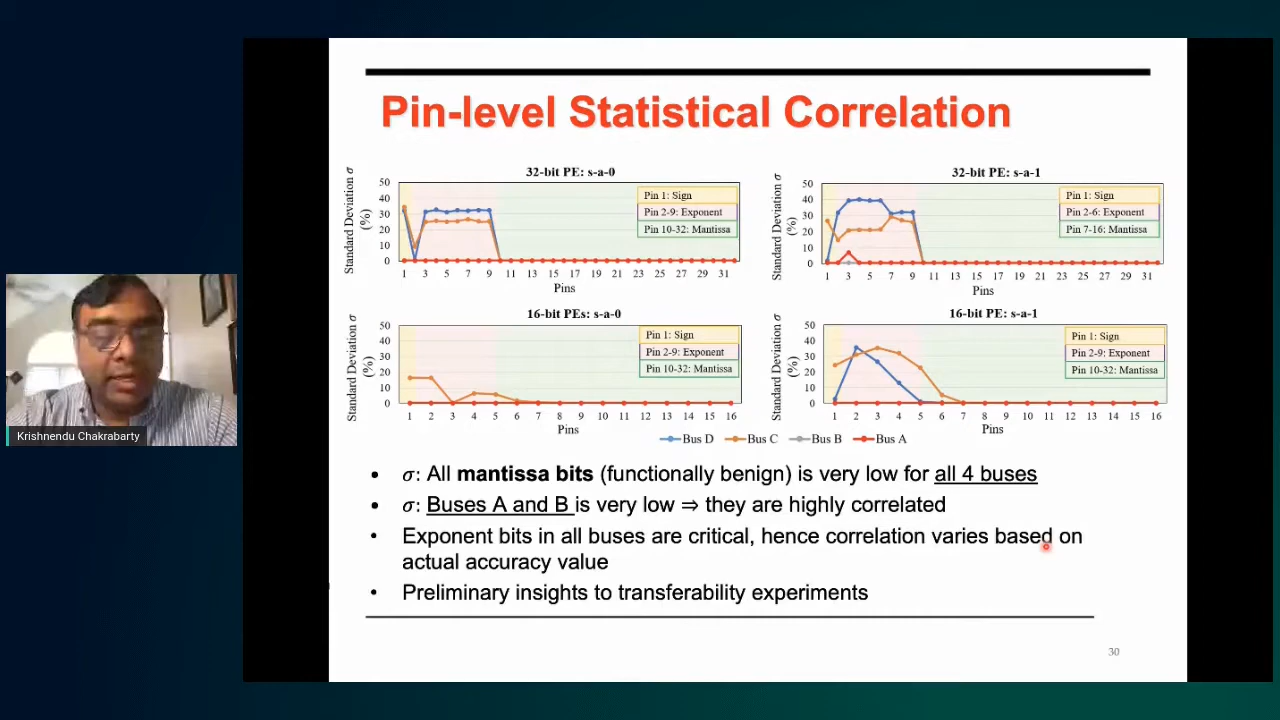 Pin-level Statistical Correlation
32-bit PE: s-a-0
Standard Deviation σ (%)
50
40
30
20
10
0
Pin 1: Sign
Pin 2-9: Exponent
Pin 10-32: Mantissa
1 3 5 7 9 11 13 15 17 19 21 23 25 27 29 31
Pins
32-bit PE: s-a-1
Standard Deviation σ (%)
50
40
30
20
10
0
Pin 1: Sign
Pin 2-6: Exponent
Pin 7-16: Mantissa
1 3 5 7 9 11 13 15 17 19 21 23 25 27 29 31
Pins
16-bit PEs: s-a-0
Standard Deviation σ (%)
50
40
30
20
10
0
Pin 1: Sign
Pin 2-9: Exponent
Pin 10-32: Mantissa
1 2 3 4 5 6 7 8 9 10 11 12 13 14 15 16
Pins
16-bit PE: s-a-1
Standard Deviation σ (%)
50
40
30
20
10
0
Pin 1: Sign
Pin 2-9: Exponent
Pin 10-32: Mantissa
1 2 3 4 5 6 7 8 9 10 11 12 13 14 15 16
Pins
Bus D Bus C Bus B Bus A
• σ: All mantissa bits (functionally benign) is very low for all 4 buses
• σ: Buses A and B is very low ⇒ they are highly correlated
• Exponent bits in all buses are critical, hence correlation varies based on
actual accuracy value
• Preliminary insights to transferability experiments
30
Krishnendu Chakrabarty